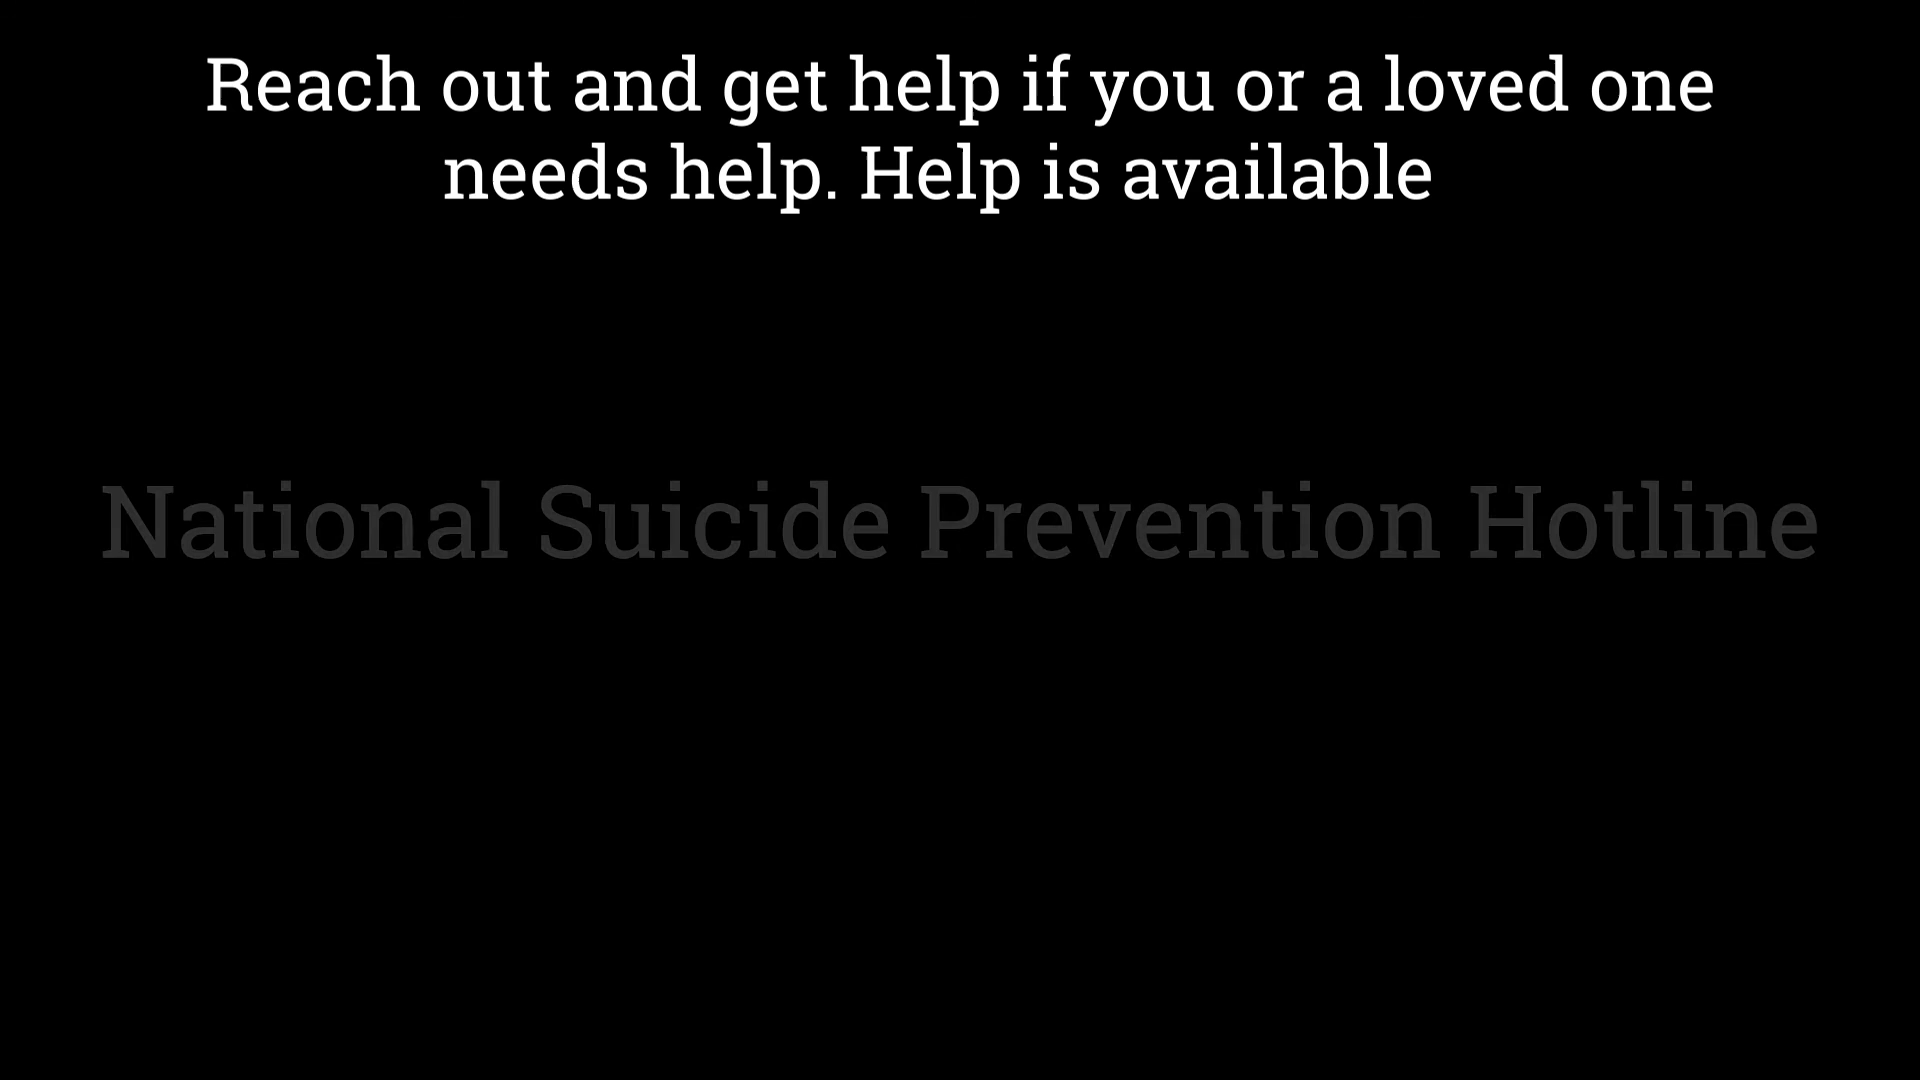 Reach out and get help if you or a loved one
needs help. Help is available
National Suicide Prevention Hotline